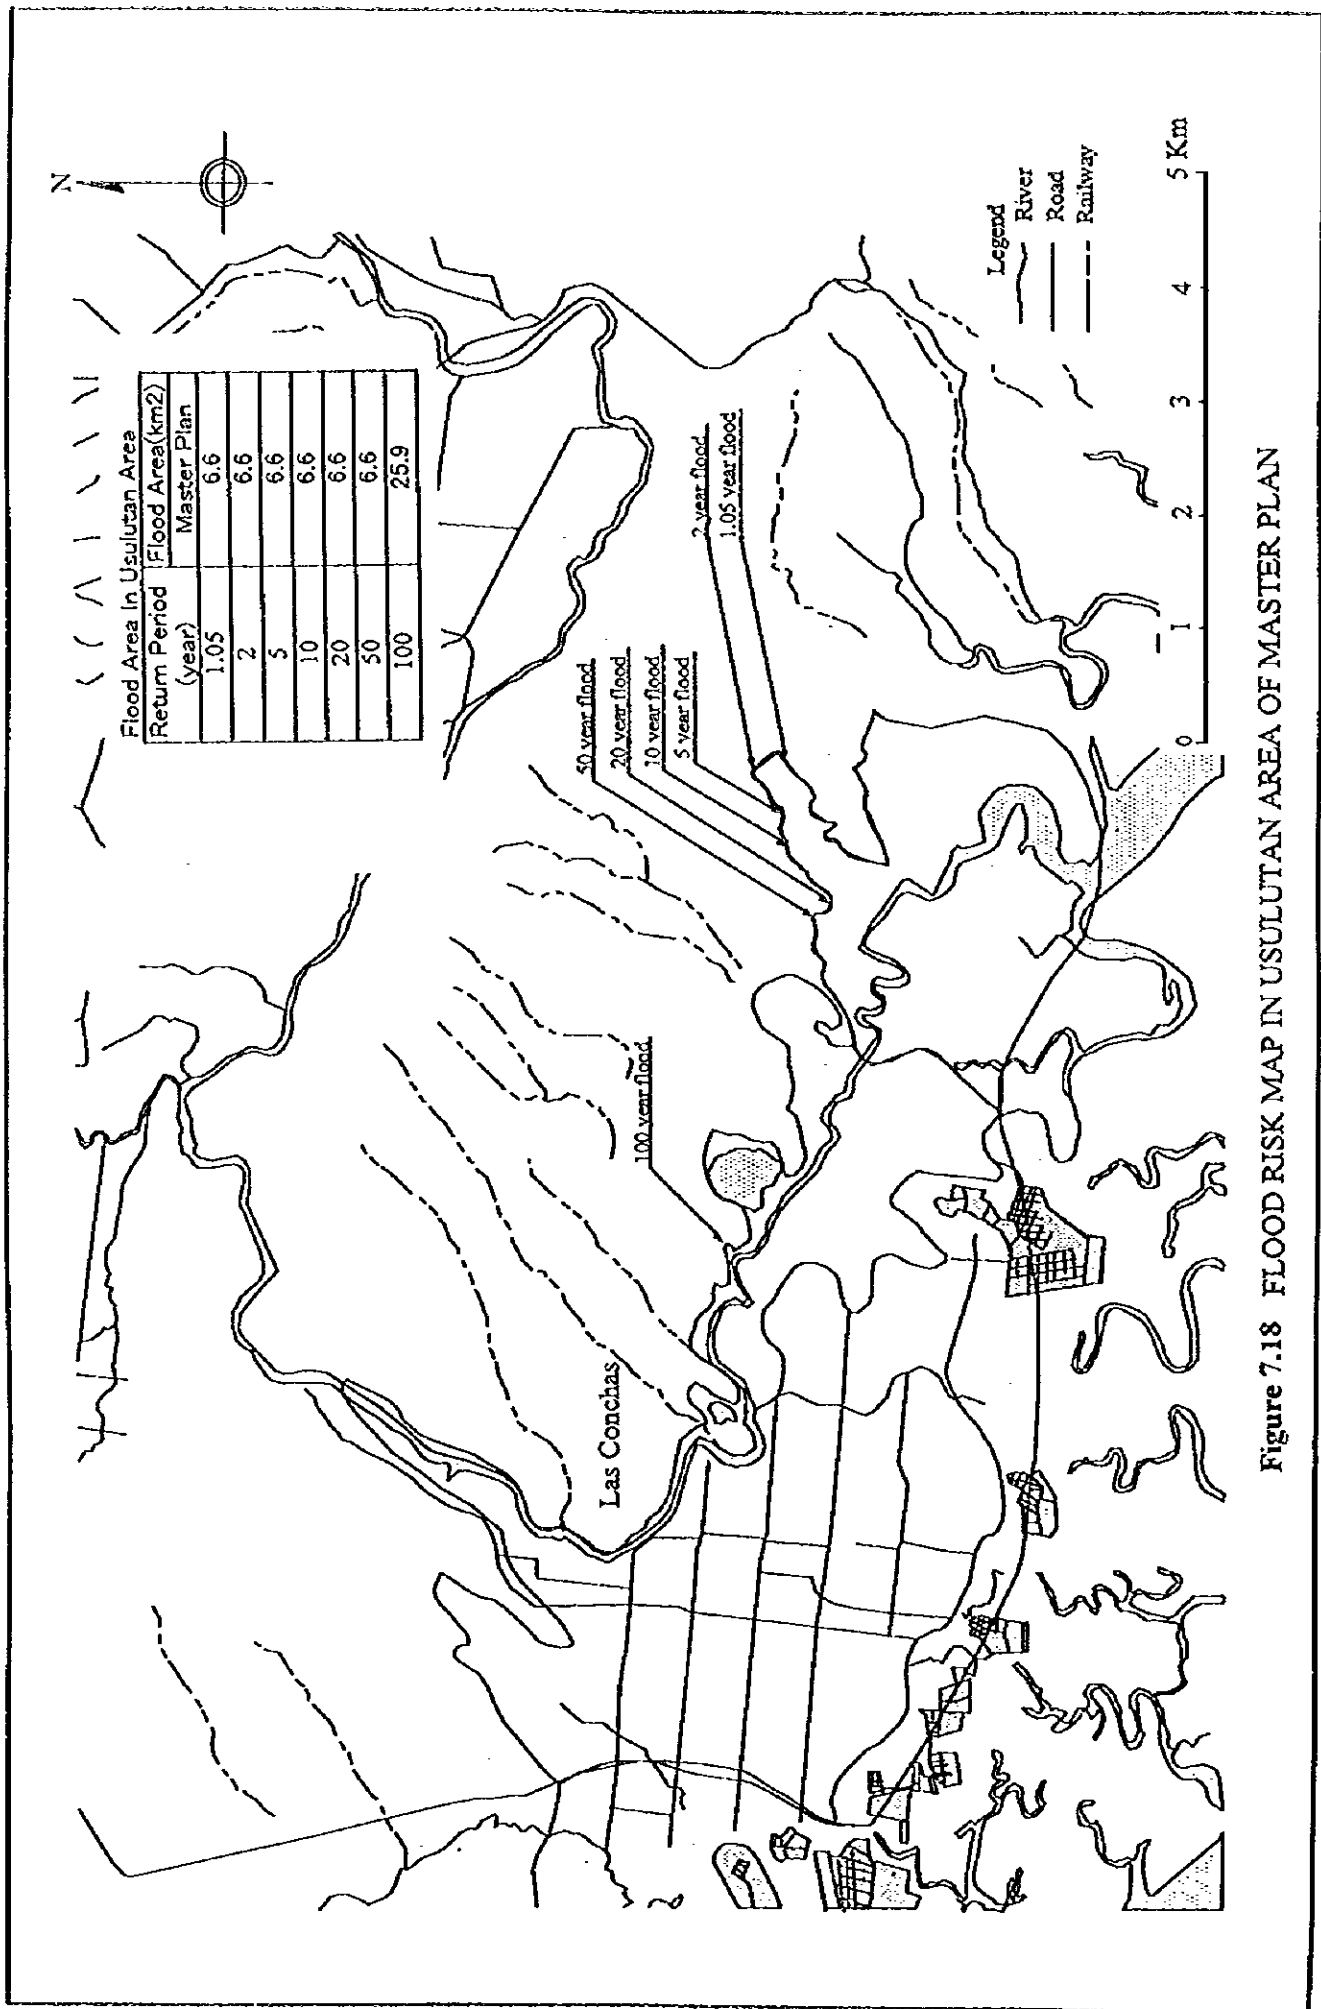 N
Flood Area In Usulutan Area
Return Period Flood Area(km2)
(year) Master Plan
1.05 6.6
2 6.6
5 6.6
10 6.6
20 6.6
50 6.6
100 25.9
50 year flood
20 year flood
10 year flood
5 year flood
2 year flood
1.05 year flood
100 year flood
Las Conchas
Legend
River
Road
Railway
0 1 2 3 4 5 Km
Figure 7.18 FLOOD RISK MAP IN USULUTAN AREA OF MASTER PLAN